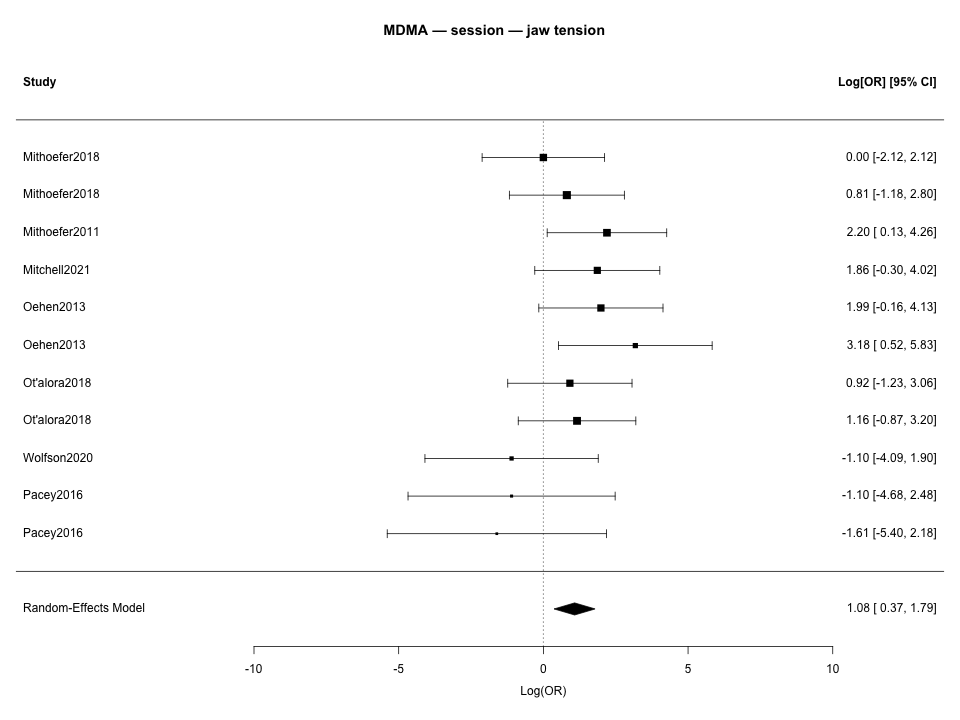 MDMA — session — jaw tension
Study Log[OR] [95% CI]
Mithoefer2018 0.00 [-2.12, 2.12]
Mithoefer2018 0.81 [-1.18, 2.80]
Mithoefer2011 2.20 [ 0.13, 4.26]
Mitchell2021 1.86 [-0.30, 4.02]
Oehen2013 1.99 [-0.16, 4.13]
Oehen2013 3.18 [ 0.52, 5.83]
Ot'alora2018 0.92 [-1.23, 3.06]
Ot'alora2018 1.16 [-0.87, 3.20]
Wolfson2020 -1.10 [-4.09, 1.90]
Pacey2016 -1.10 [-4.68, 2.48]
Pacey2016 -1.61 [-5.40, 2.18]
Random-Effects Model 1.08 [ 0.37, 1.79]
-10 -5 0 5 10
Log(OR)